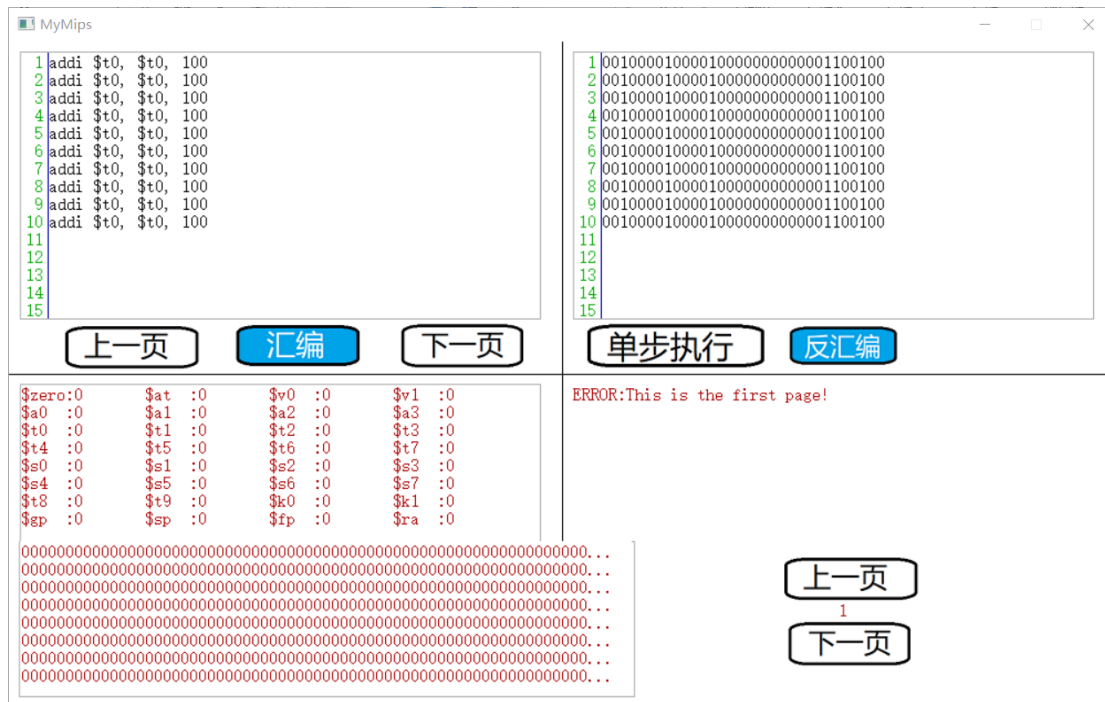 MyMips
1 addi $t0, $t0, 100
2 addi $t0, $t0, 100
3 addi $t0, $t0, 100
4 addi $t0, $t0, 100
5 addi $t0, $t0, 100
6 addi $t0, $t0, 100
7 addi $t0, $t0, 100
8 addi $t0, $t0, 100
9 addi $t0, $t0, 100
10 addi $t0, $t0, 100
11
12
13
14
15
上一页 汇编 下一页
1 00100001000010000000000001100100
2 00100001000010000000000001100100
3 00100001000010000000000001100100
4 00100001000010000000000001100100
5 00100001000010000000000001100100
6 00100001000010000000000001100100
7 00100001000010000000000001100100
8 00100001000010000000000001100100
9 00100001000010000000000001100100
10 00100001000010000000000001100100
11
12
13
14
15
单步执行 反汇编
$zero:0 $at :0 $v0 :0 $v1 :0
$a0 :0 $a1 :0 $a2 :0 $a3 :0
$t0 :0 $t1 :0 $t2 :0 $t3 :0
$t4 :0 $t5 :0 $t6 :0 $t7 :0
$s0 :0 $s1 :0 $s2 :0 $s3 :0
$s4 :0 $s5 :0 $s6 :0 $s7 :0
$t8 :0 $t9 :0 $k0 :0 $k1 :0
$gp :0 $sp :0 $fp :0 $ra :0
0000000000000000000000000000000000000000000000000000000000000000...
0000000000000000000000000000000000000000000000000000000000000000...
0000000000000000000000000000000000000000000000000000000000000000...
0000000000000000000000000000000000000000000000000000000000000000...
0000000000000000000000000000000000000000000000000000000000000000...
0000000000000000000000000000000000000000000000000000000000000000...
0000000000000000000000000000000000000000000000000000000000000000...
0000000000000000000000000000000000000000000000000000000000000000...
ERROR:This is the first page!
上一页
1
下一页